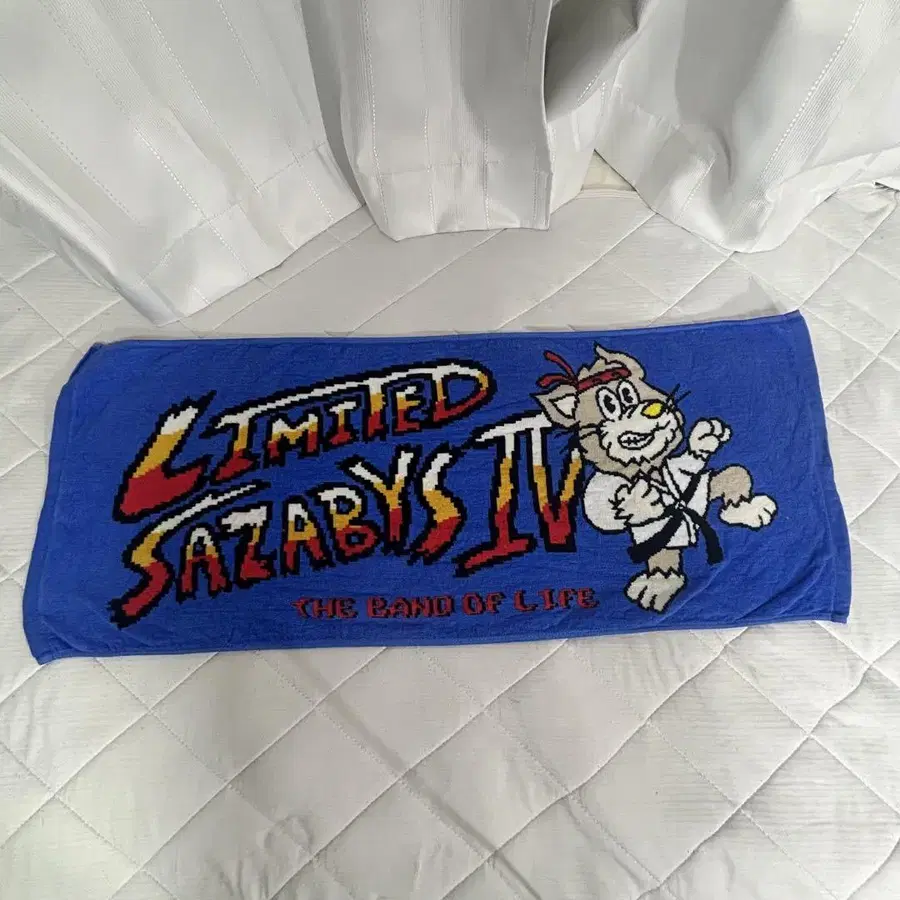 LIMITED
SAZABYS IV
THE BAND OF LIFE